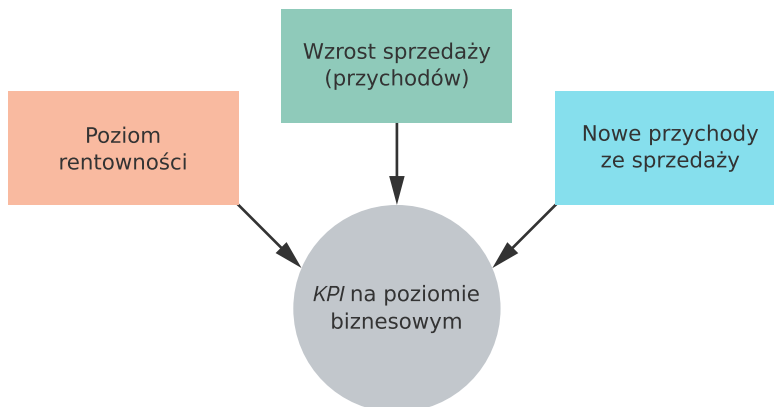 Wzrost sprzedaży
(przychodów)
Poziom
rentowności
Nowe przychody
ze sprzedaży
KPI na poziomie
biznesowym